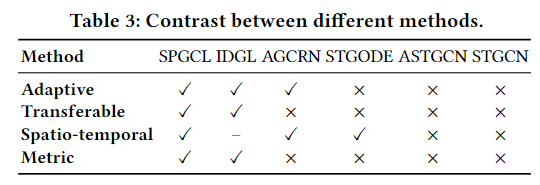 Table 3: Contrast between different methods.
Method SPGCL IDGL AGCRN STGODE ASTGCN STGCN
Adaptive ✓ ✓ ✓ × × ×
Transferable ✓ ✓ × × × ×
Spatio-temporal ✓ – ✓ ✓ × ×
Metric ✓ ✓ × × × ×